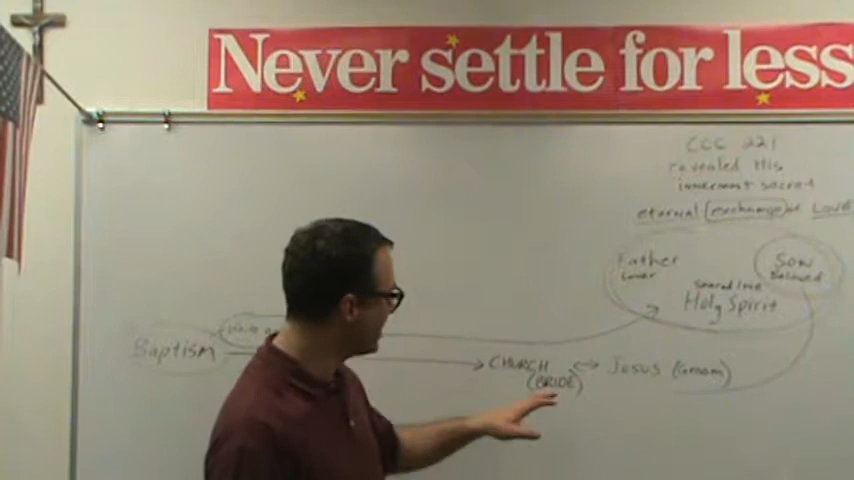 Never settle for less
CCC 221
revealed His
innermost secret
eternal exchange of Love
Father
Lover
Son
Beloved
Shared love
Holy Spirit
Baptism
CHURCH
(BRIDE)
Jesus (Groom)